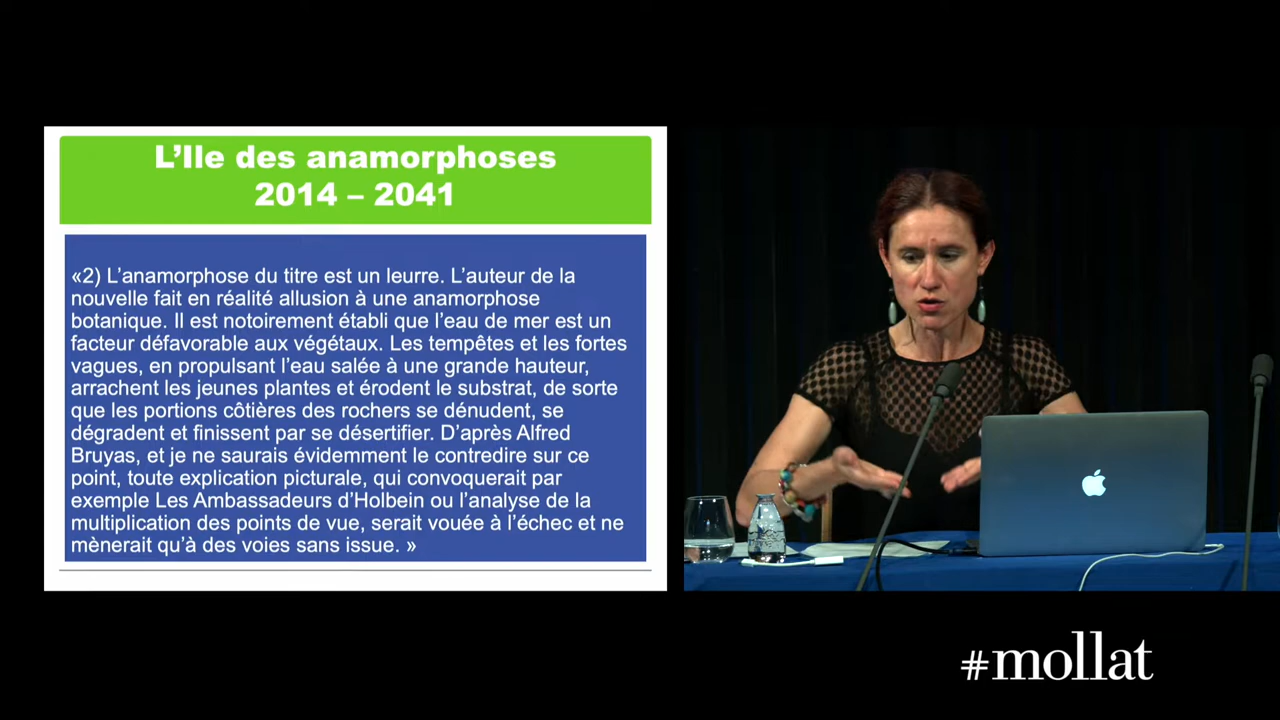 L'Ile des anamorphoses
2014 – 2041
«2) L'anamorphose du titre est un leurre. L'auteur de la
nouvelle fait en réalité allusion à une anamorphose
botanique. Il est notoirement établi que l'eau de mer est un
facteur défavorable aux végétaux. Les tempêtes et les fortes
vagues, en propulsant l'eau salée à une grande hauteur,
arrachent les jeunes plantes et érodent le substrat, de sorte
que les portions côtières des rochers se dénudent, se
dégradent et finissent par se désertifier. D'après Alfred
Bruyas, et je ne saurais évidemment le contredire sur ce
point, toute explication picturale, qui convoquerait par
exemple Les Ambassadeurs d'Holbein ou l'analyse de la
multiplication des points de vue, serait vouée à l'échec et ne
mènerait qu'à des voies sans issue. »
#mollat